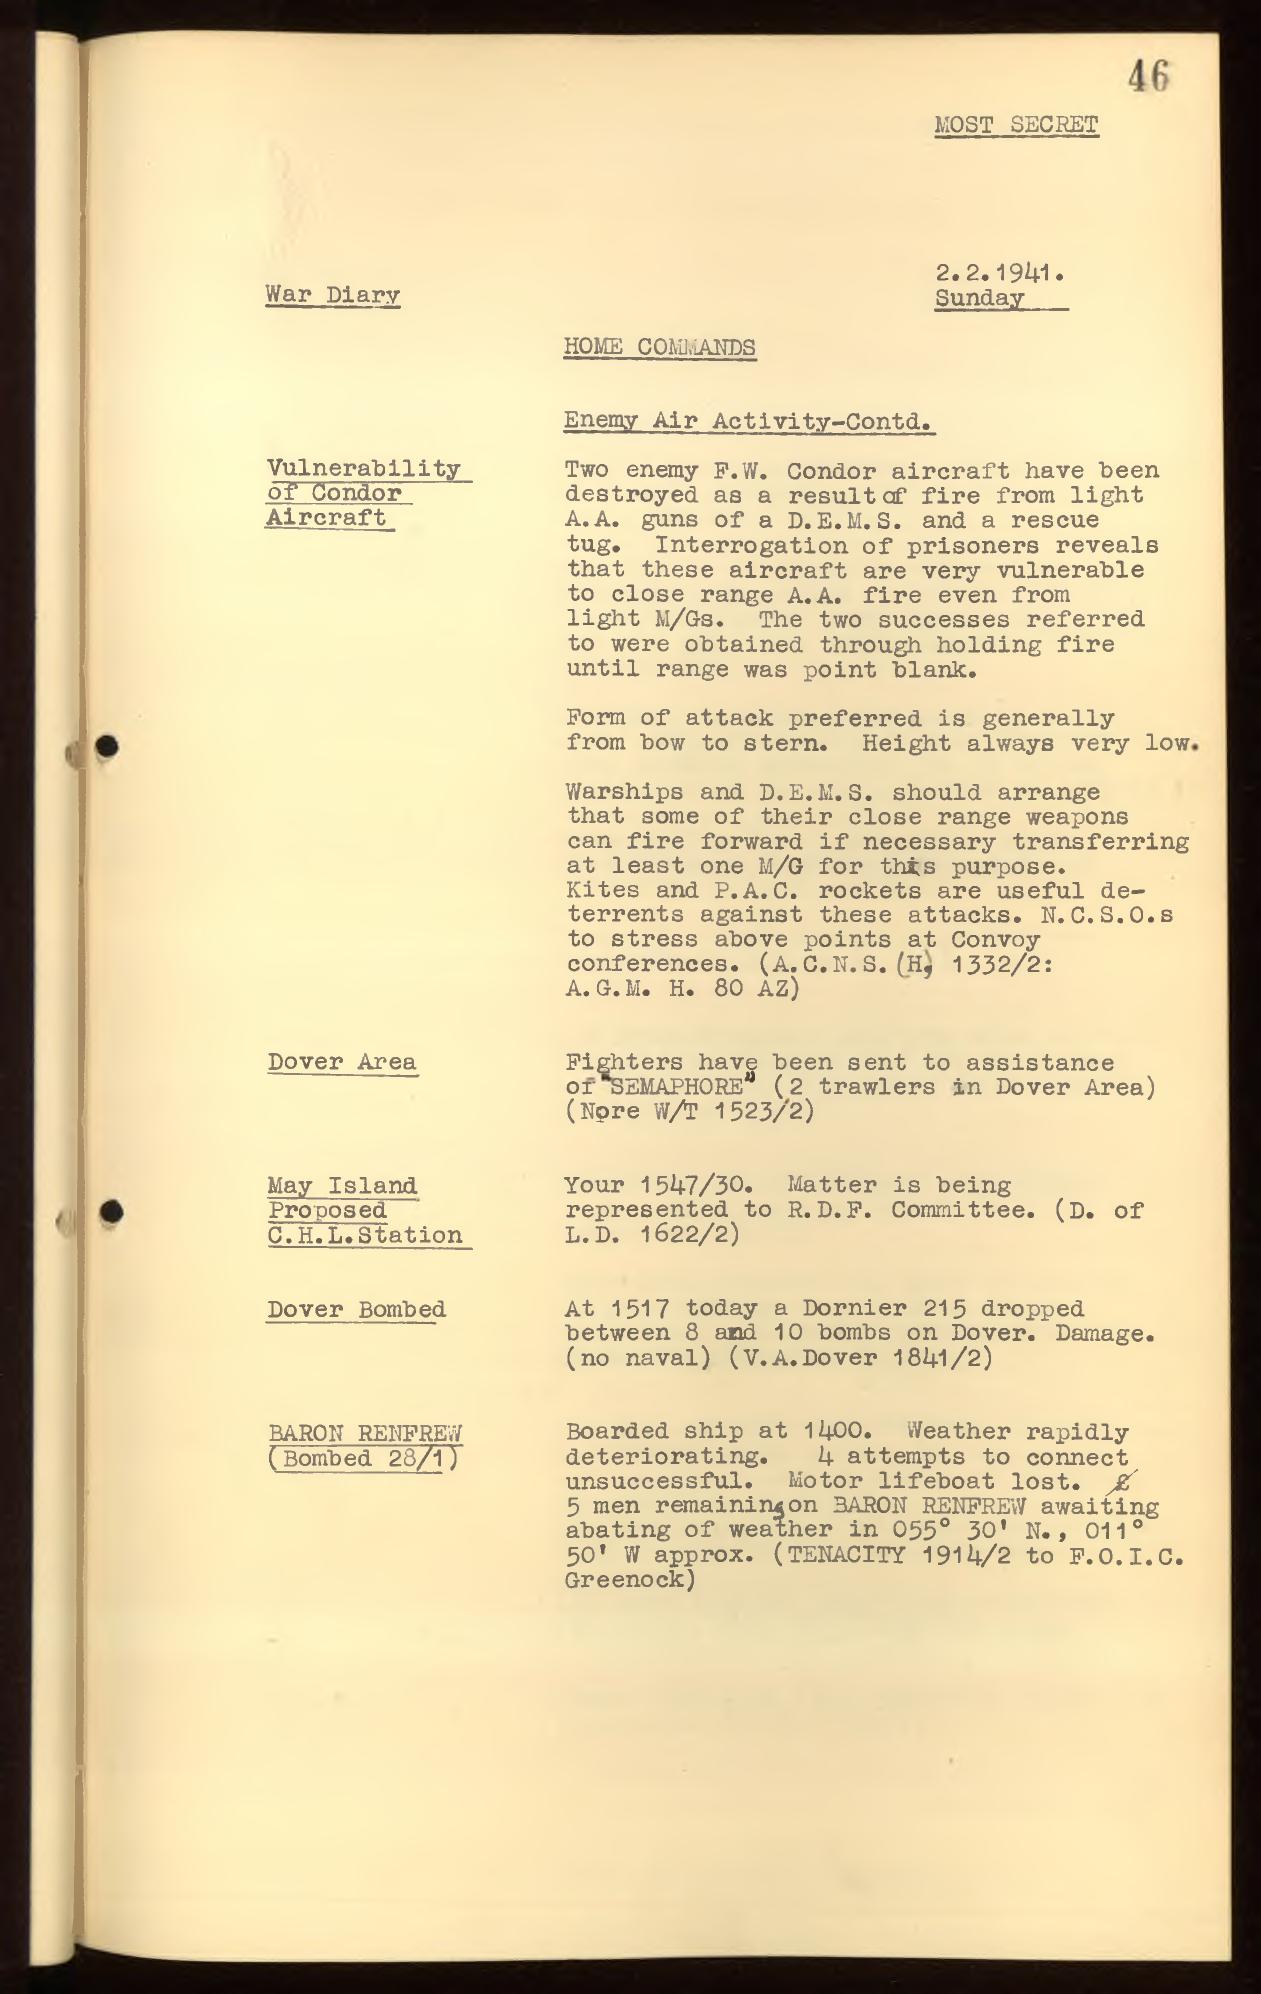 46
MOST SECRET
2.2.1941.
War Diary
Sunday
HOME COMMANDS
Enemy Air Activity-Contd.
Vulnerability
of Condor
Aircraft
Two enemy F.W. Condor aircraft have been
destroyed as a result of fire from light
A.A. guns of a D.E.M.S. and a rescue
tug. Interrogation of prisoners reveals
that these aircraft are very vulnerable
to close range A.A. fire even from
light M/Gs. The two successes referred
to were obtained through holding fire
until range was point blank.
Form of attack preferred is generally
from bow to stern. Height always very low.
Warships and D.E.M.S. should arrange
that some of their close range weapons
can fire forward if necessary transferring
at least one M/G for this purpose.
Kites and P.A.C. rockets are useful de-
terrents against these attacks. N.C.S.O.s
to stress above points at Convoy
conferences. (A.C.N.S.(H) 1332/2:
A.G.M. H. 80 AZ)
Dover Area
Fighters have been sent to assistance
of "SEMAPHORE" (2 trawlers in Dover Area)
(Nore W/T 1523/2)
May Island
Proposed
C.H.L.Station
Your 1547/30. Matter is being
represented to R.D.F. Committee. (D. of
L.D. 1622/2)
Dover Bombed
At 1517 today a Dornier 215 dropped
between 8 and 10 bombs on Dover. Damage.
(no naval) (V.A.Dover 1841/2)
BARON RENFREW
(Bombed 28/1)
Boarded ship at 1400. Weather rapidly
deteriorating. 4 attempts to connect
unsuccessful. Motor lifeboat lost.
5 men remaining on BARON RENFREW awaiting
abating of weather in 055° 30' N., 011°
50' W approx. (TENACITY 1914/2 to F.O.I.C.
Greenock)